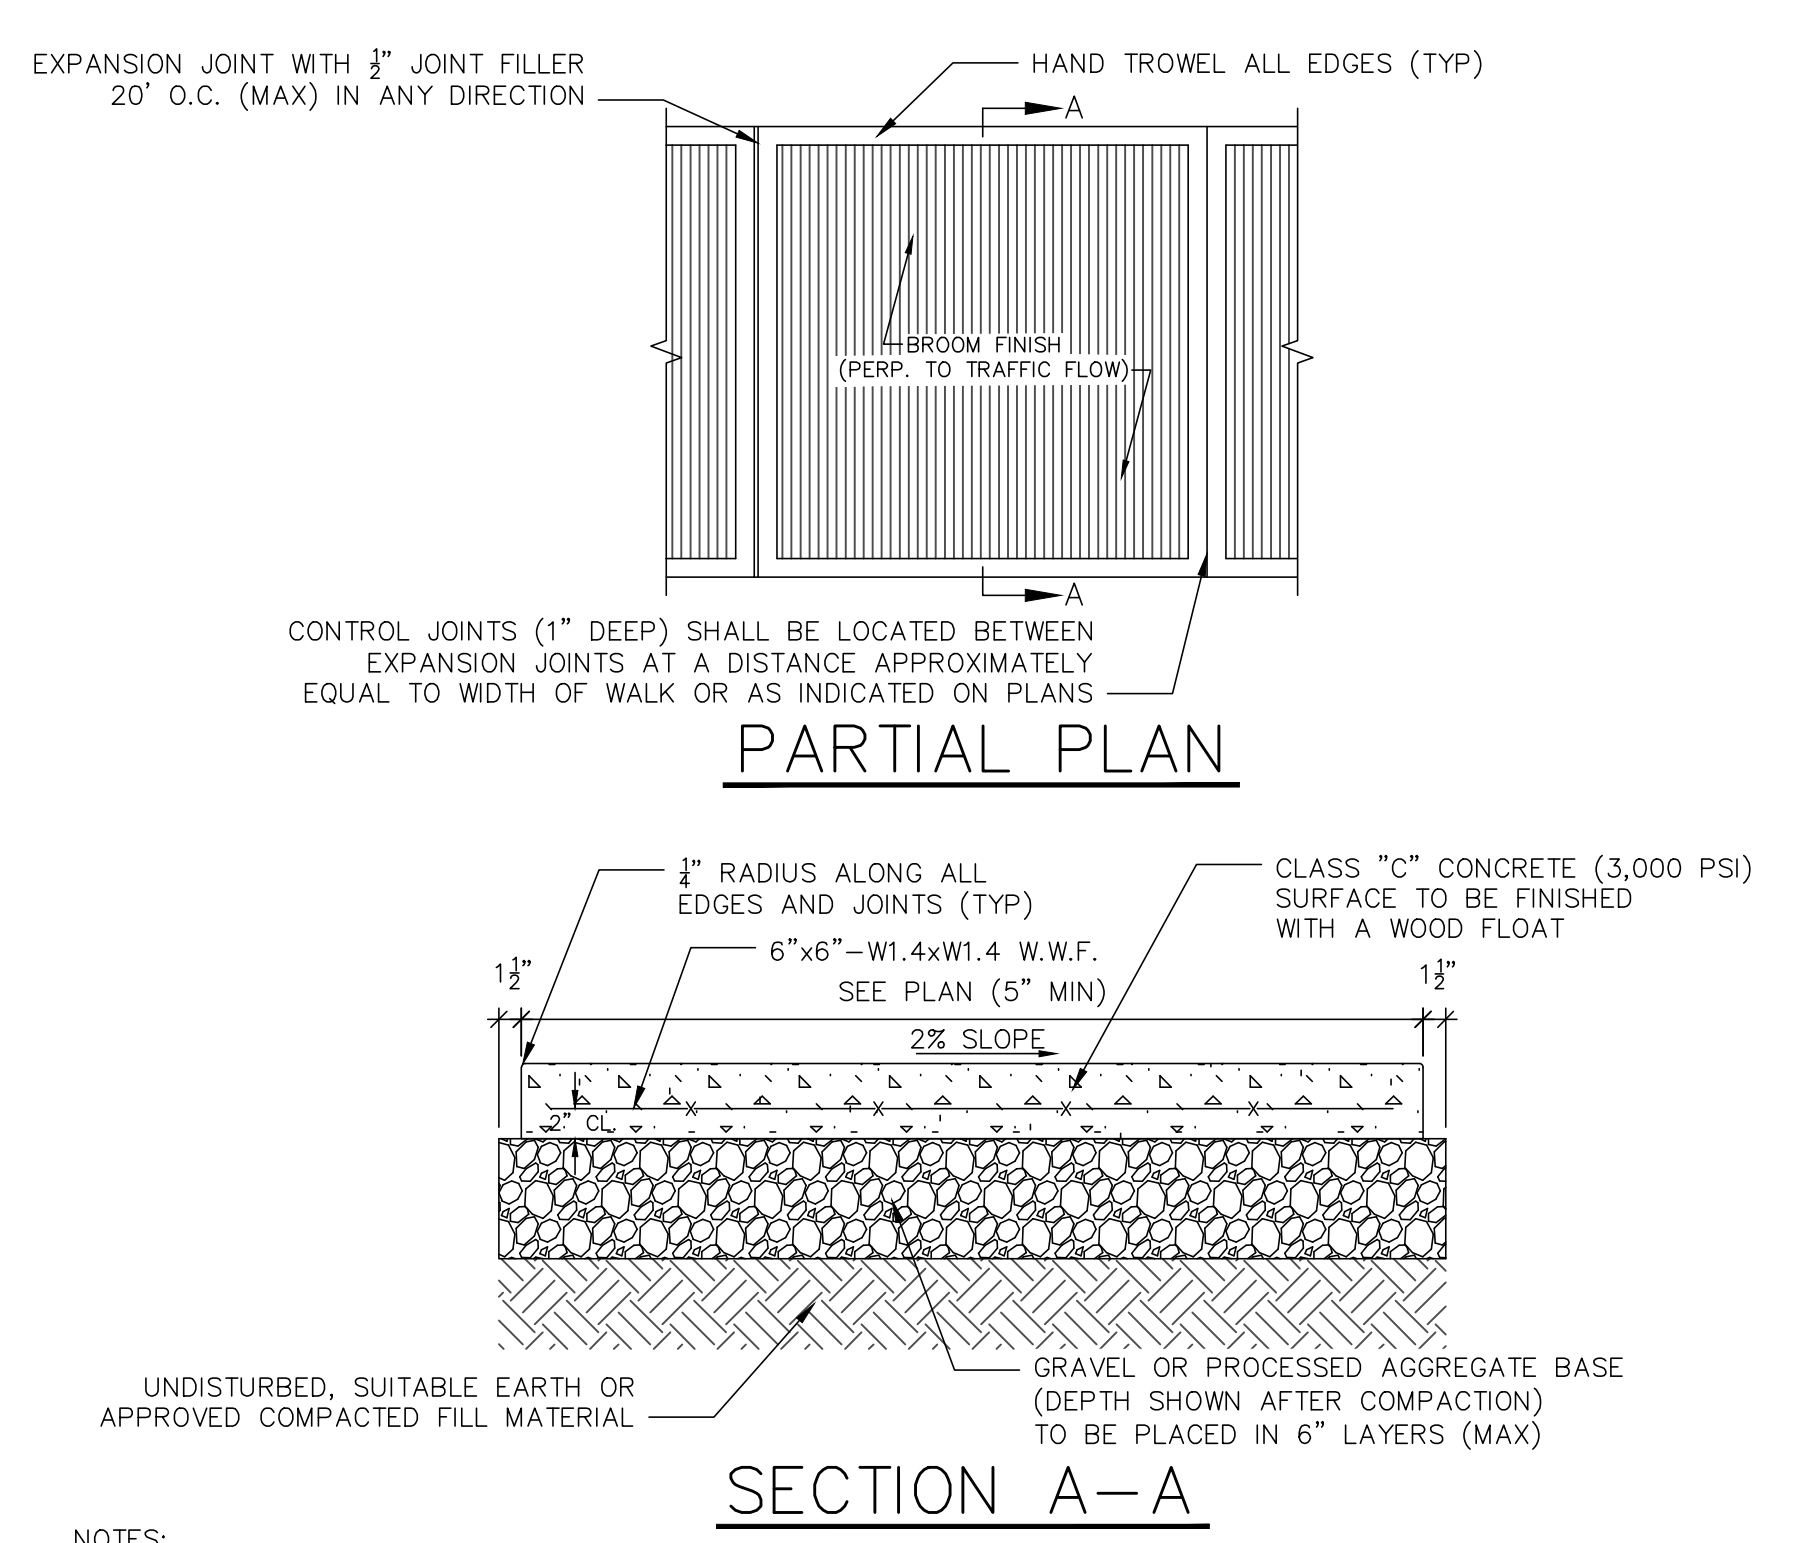 EXPANSION JOINT WITH ½” JOINT FILLER
20’ O.C. (MAX) IN ANY DIRECTION
HAND TROWEL ALL EDGES (TYP)
A
BROOM FINISH
(PERP. TO TRAFFIC FLOW)
A
CONTROL JOINTS (1” DEEP) SHALL BE LOCATED BETWEEN
EXPANSION JOINTS AT A DISTANCE APPROXIMATELY
EQUAL TO WIDTH OF WALK OR AS INDICATED ON PLANS
PARTIAL PLAN
¼” RADIUS ALONG ALL
EDGES AND JOINTS (TYP)
CLASS ”C” CONCRETE (3,000 PSI)
SURFACE TO BE FINISHED
WITH A WOOD FLOAT
6”x6”–W1.4xW1.4 W.W.F.
1½”
SEE PLAN (5” MIN)
1½”
2% SLOPE
2” CL.
GRAVEL OR PROCESSED AGGREGATE BASE
(DEPTH SHOWN AFTER COMPACTION)
TO BE PLACED IN 6” LAYERS (MAX)
UNDISTURBED, SUITABLE EARTH OR
APPROVED COMPACTED FILL MATERIAL
SECTION A–A
NOTES: